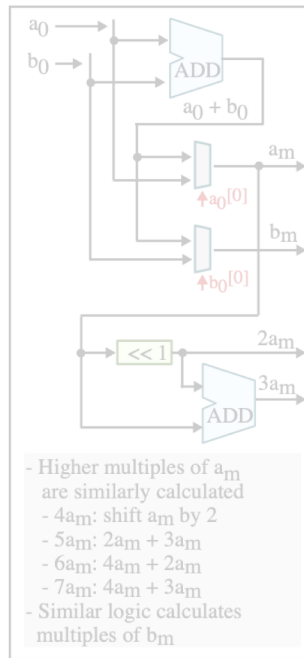 a₀
b₀
ADD
a₀ + b₀
aₘ
a₀[0]
bₘ
b₀[0]
<< 1
2aₘ
3aₘ
ADD
- Higher multiples of aₘ
are similarly calculated
- 4aₘ: shift aₘ by 2
- 5aₘ: 2aₘ + 3aₘ
- 6aₘ: 4aₘ + 2aₘ
- 7aₘ: 4aₘ + 3aₘ
- Similar logic calculates
multiples of bₘ